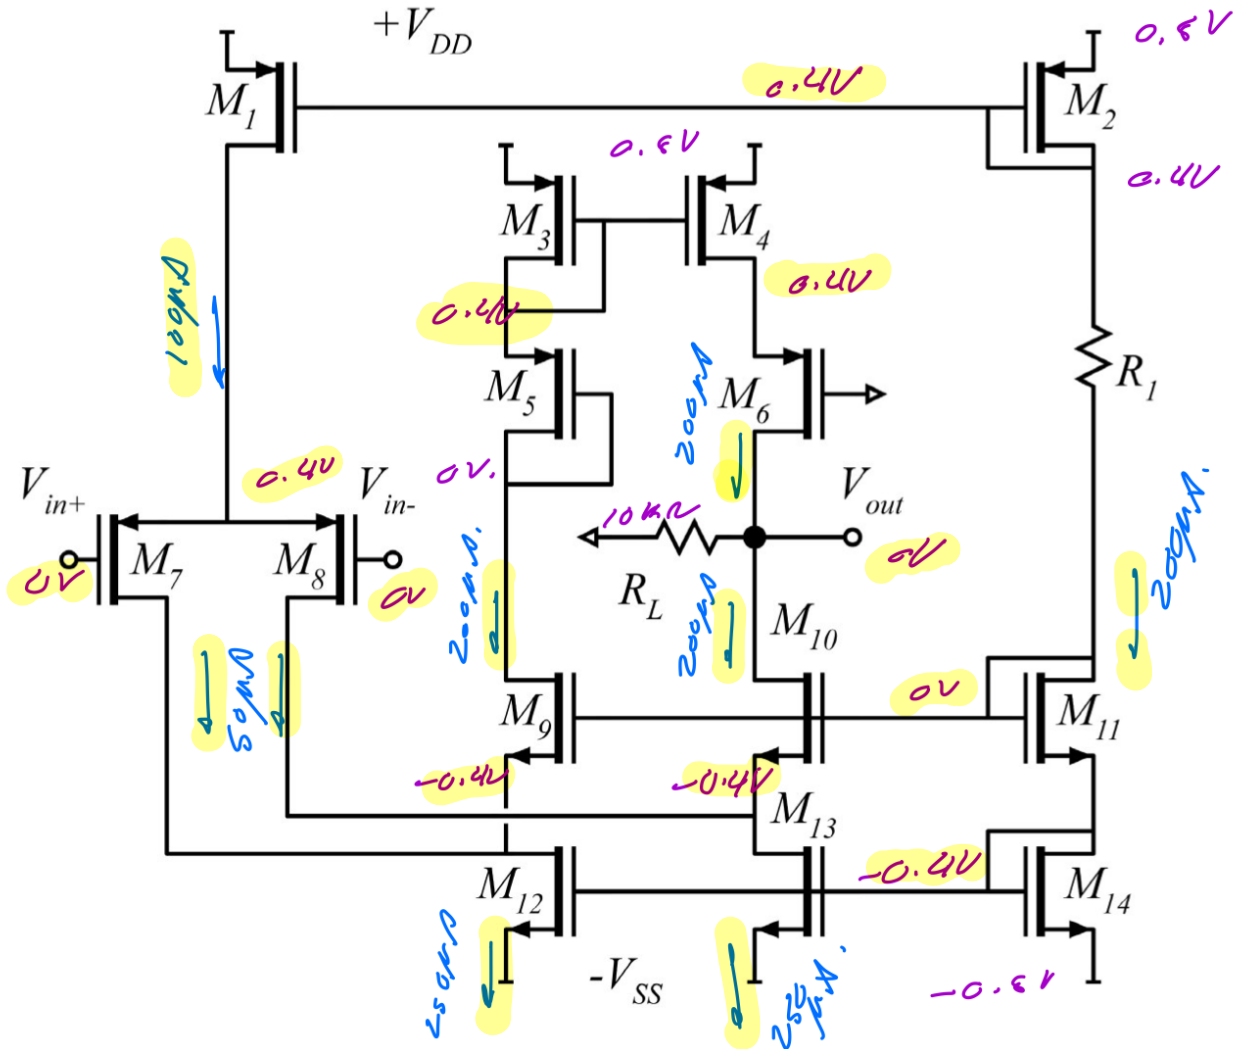 +V_DD
0.8V
M_1
0.4V
M_2
0.8V
0.4V
M_3
M_4
0.4V
0.4V
100μA
M_5
200μA
M_6
R_1
V_in+
0.4V
V_in-
0V.
10kΩ
V_out
0V
M_7
M_8
0V
0V
200μA.
R_L
200μA
200μA.
50μA
M_10
M_9
0V
M_11
-0.4V
-0.4V
M_13
M_12
-0.4V
M_14
250μA
-V_SS
250μA.
-0.8V